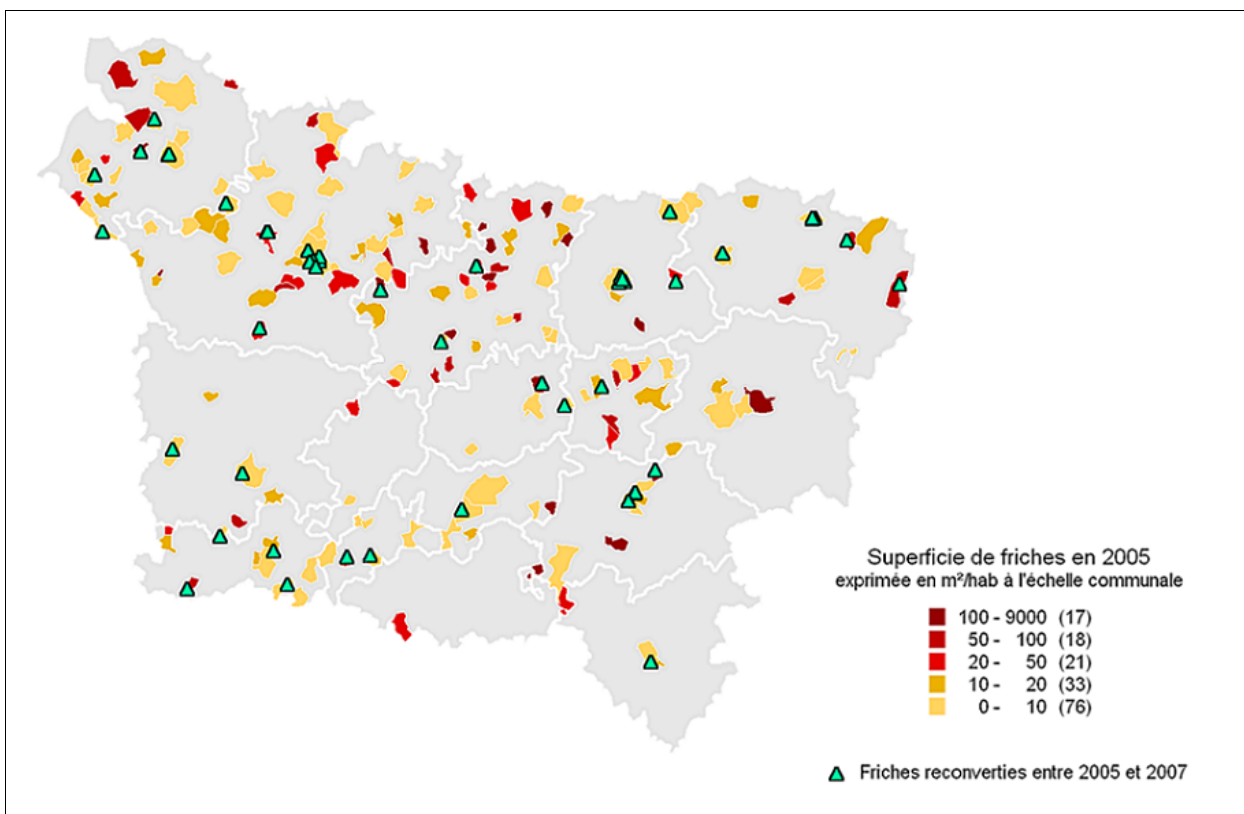 Superficie de friches en 2005
exprimée en m²/hab à l'échelle communale
100 - 9000 (17)
50 - 100 (18)
20 - 50 (21)
10 - 20 (33)
0 - 10 (76)
Friches reconverties entre 2005 et 2007